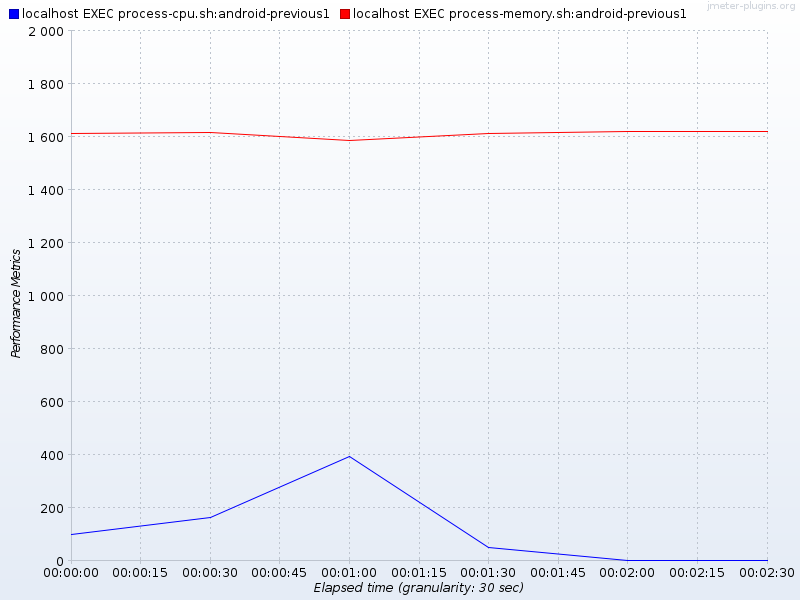 jmeter-plugins.org
localhost EXEC process-cpu.sh:android-previous1 localhost EXEC process-memory.sh:android-previous1
2 000
1 800
1 600
1 400
1 200
1 000
800
600
400
200
0
Performance Metrics
00:00:00 00:00:15 00:00:30 00:00:45 00:01:00 00:01:15 00:01:30 00:01:45 00:02:00 00:02:15 00:02:30
Elapsed time (granularity: 30 sec)